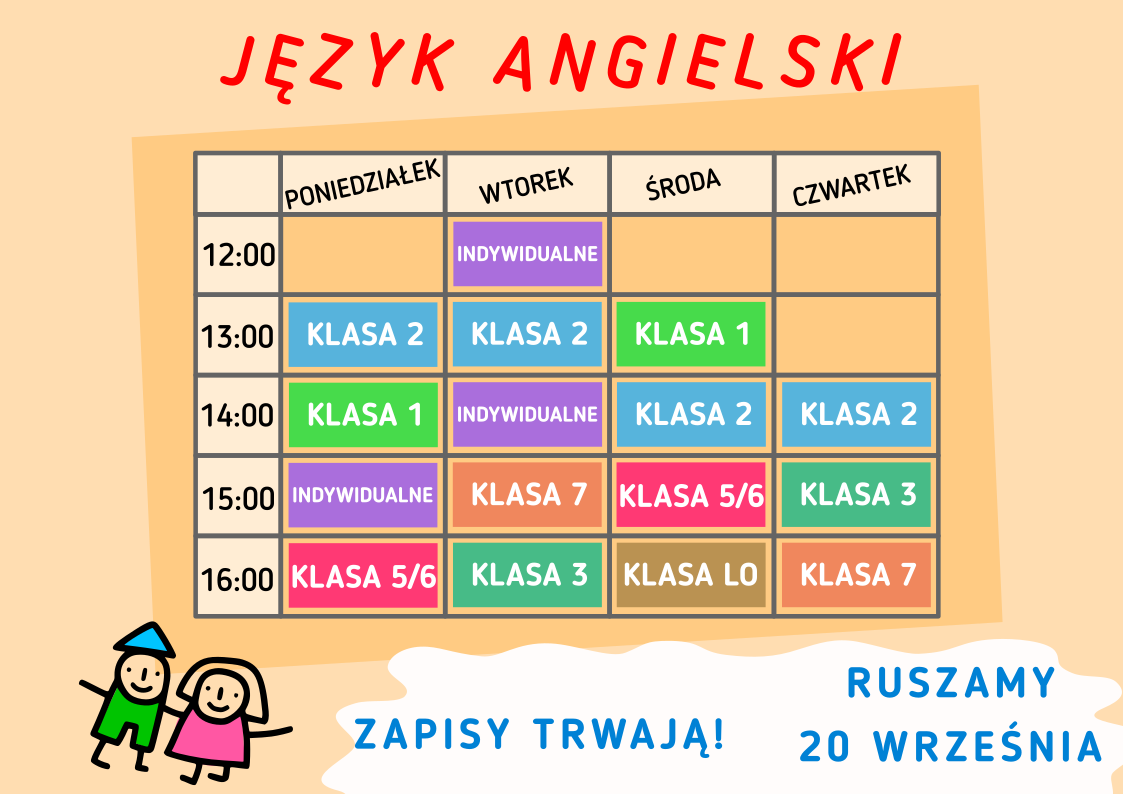 JĘZYK ANGIELSKI
PONIEDZIAŁEK WTOREK ŚRODA CZWARTEK
12:00 INDYWIDUALNE
13:00 KLASA 2 KLASA 2 KLASA 1
14:00 KLASA 1 INDYWIDUALNE KLASA 2 KLASA 2
15:00 INDYWIDUALNE KLASA 7 KLASA 5/6 KLASA 3
16:00 KLASA 5/6 KLASA 3 KLASA LO KLASA 7
ZAPISY TRWAJĄ!
RUSZAMY
20 WRZEŚNIA